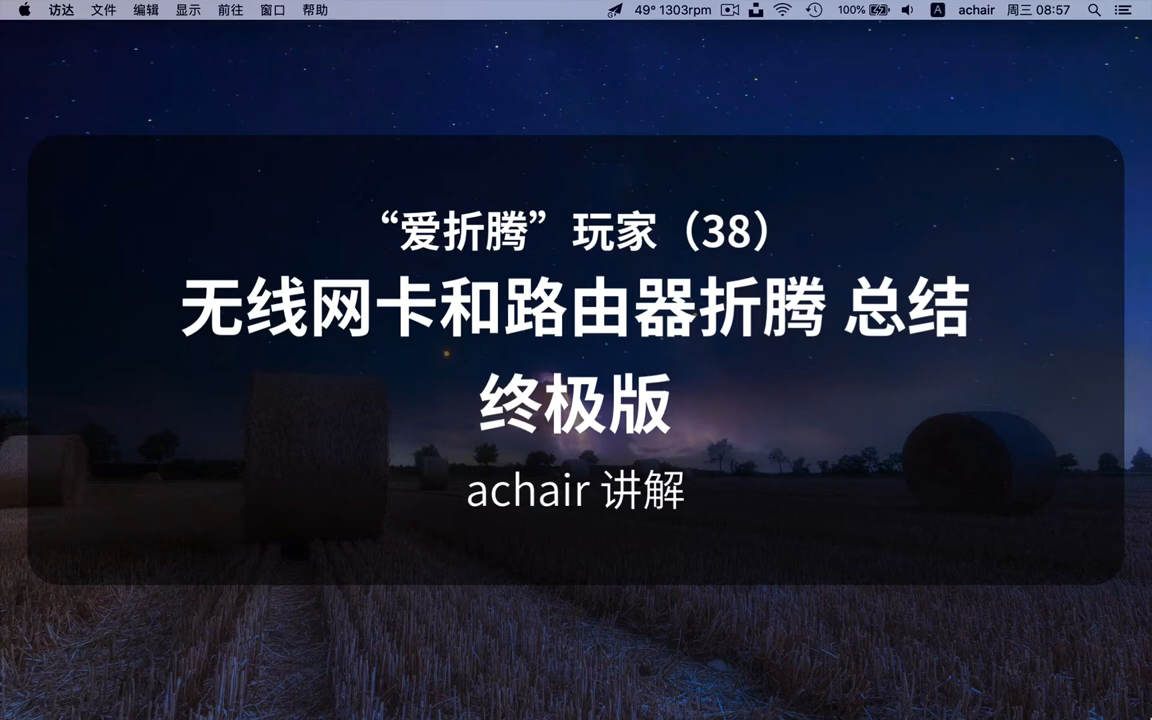 访达 文件 编辑 显示 前往 窗口 帮助 49° 1303rpm 100% A achair 周三 08:57
“爱折腾”玩家（38）
无线网卡和路由器折腾 总结
终极版
achair 讲解